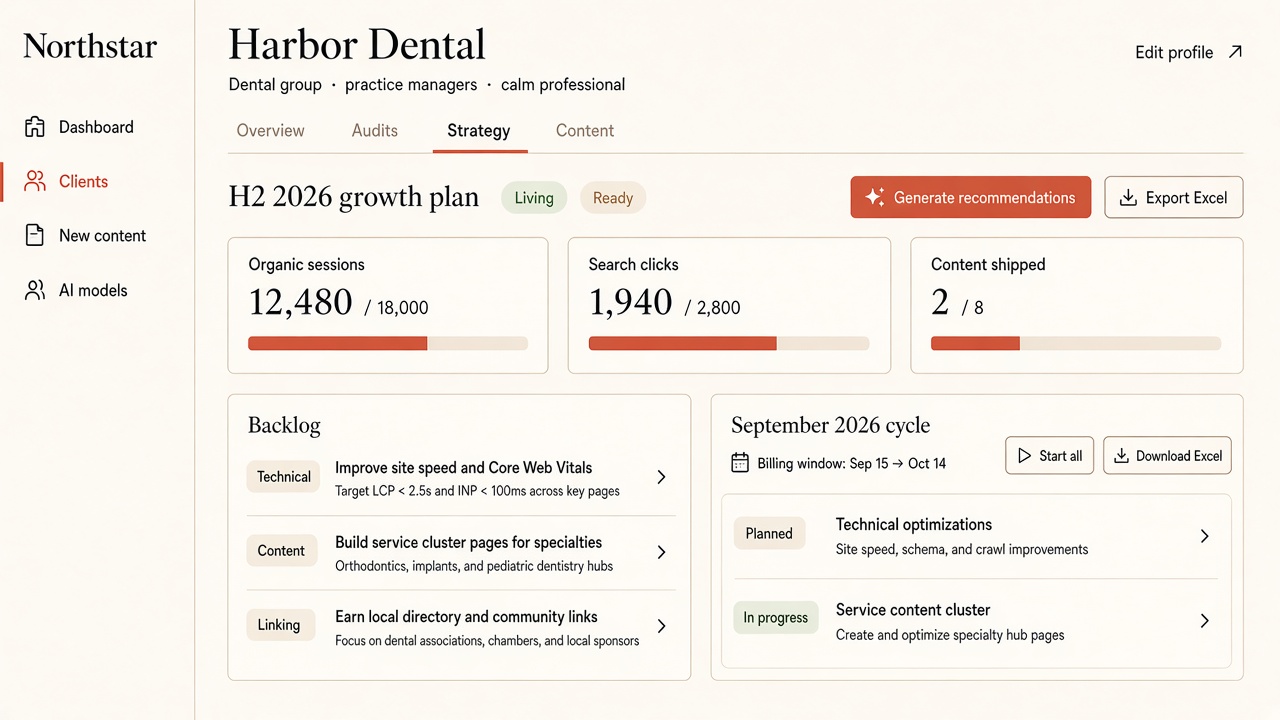 Northstar
Dashboard
Clients
New content
AI models
Harbor Dental
Dental group · practice managers · calm professional
Edit profile
Overview Audits Strategy Content
H2 2026 growth plan Living Ready
Generate recommendations Export Excel
Organic sessions
12,480 / 18,000
Search clicks
1,940 / 2,800
Content shipped
2 / 8
Backlog
Technical
Improve site speed and Core Web Vitals
Target LCP < 2.5s and INP < 100ms across key pages
Content
Build service cluster pages for specialties
Orthodontics, implants, and pediatric dentistry hubs
Linking
Earn local directory and community links
Focus on dental associations, chambers, and local sponsors
September 2026 cycle
Billing window: Sep 15 → Oct 14
Start all Download Excel
Planned
Technical optimizations
Site speed, schema, and crawl improvements
In progress
Service content cluster
Create and optimize specialty hub pages